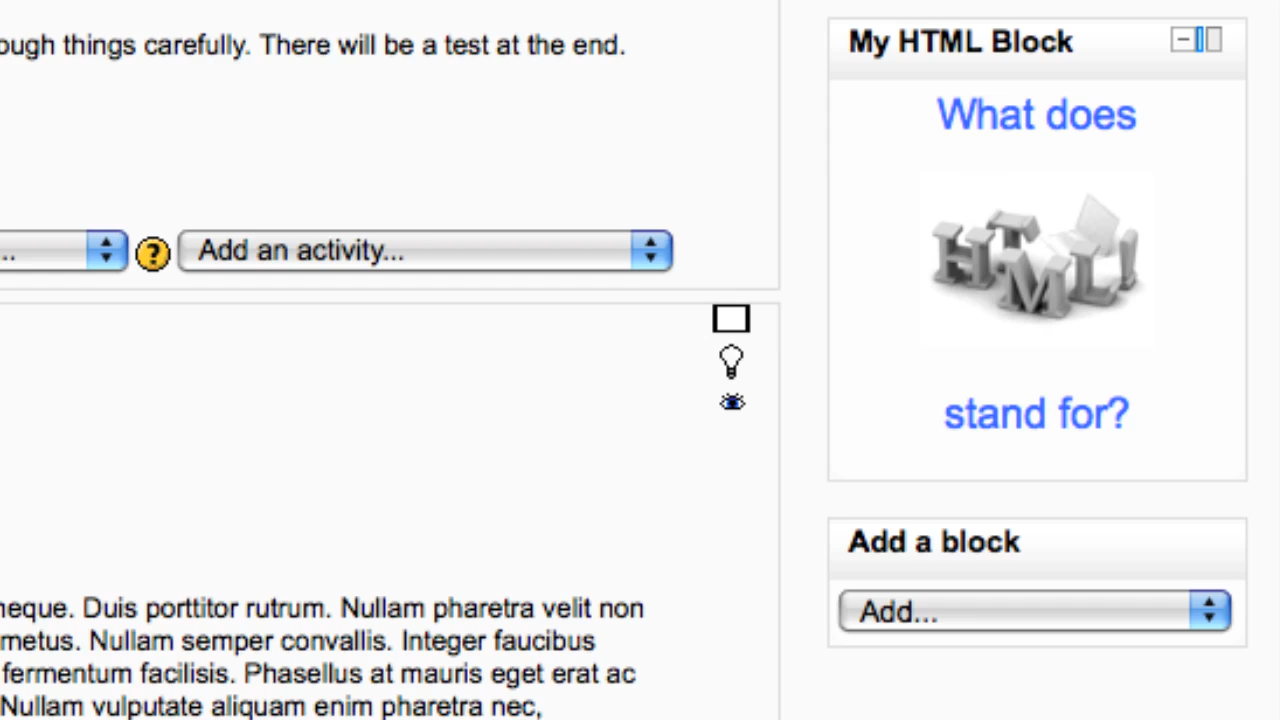 ough things carefully. There will be a test at the end.
.. ? Add an activity...
neque. Duis porttitor rutrum. Nullam pharetra velit non
metus. Nullam semper convallis. Integer faucibus
fermentum facilisis. Phasellus at mauris eget erat ac
Nullam vulputate aliquam enim pharetra nec,
My HTML Block
What does
HTML!
stand for?
Add a block
Add...